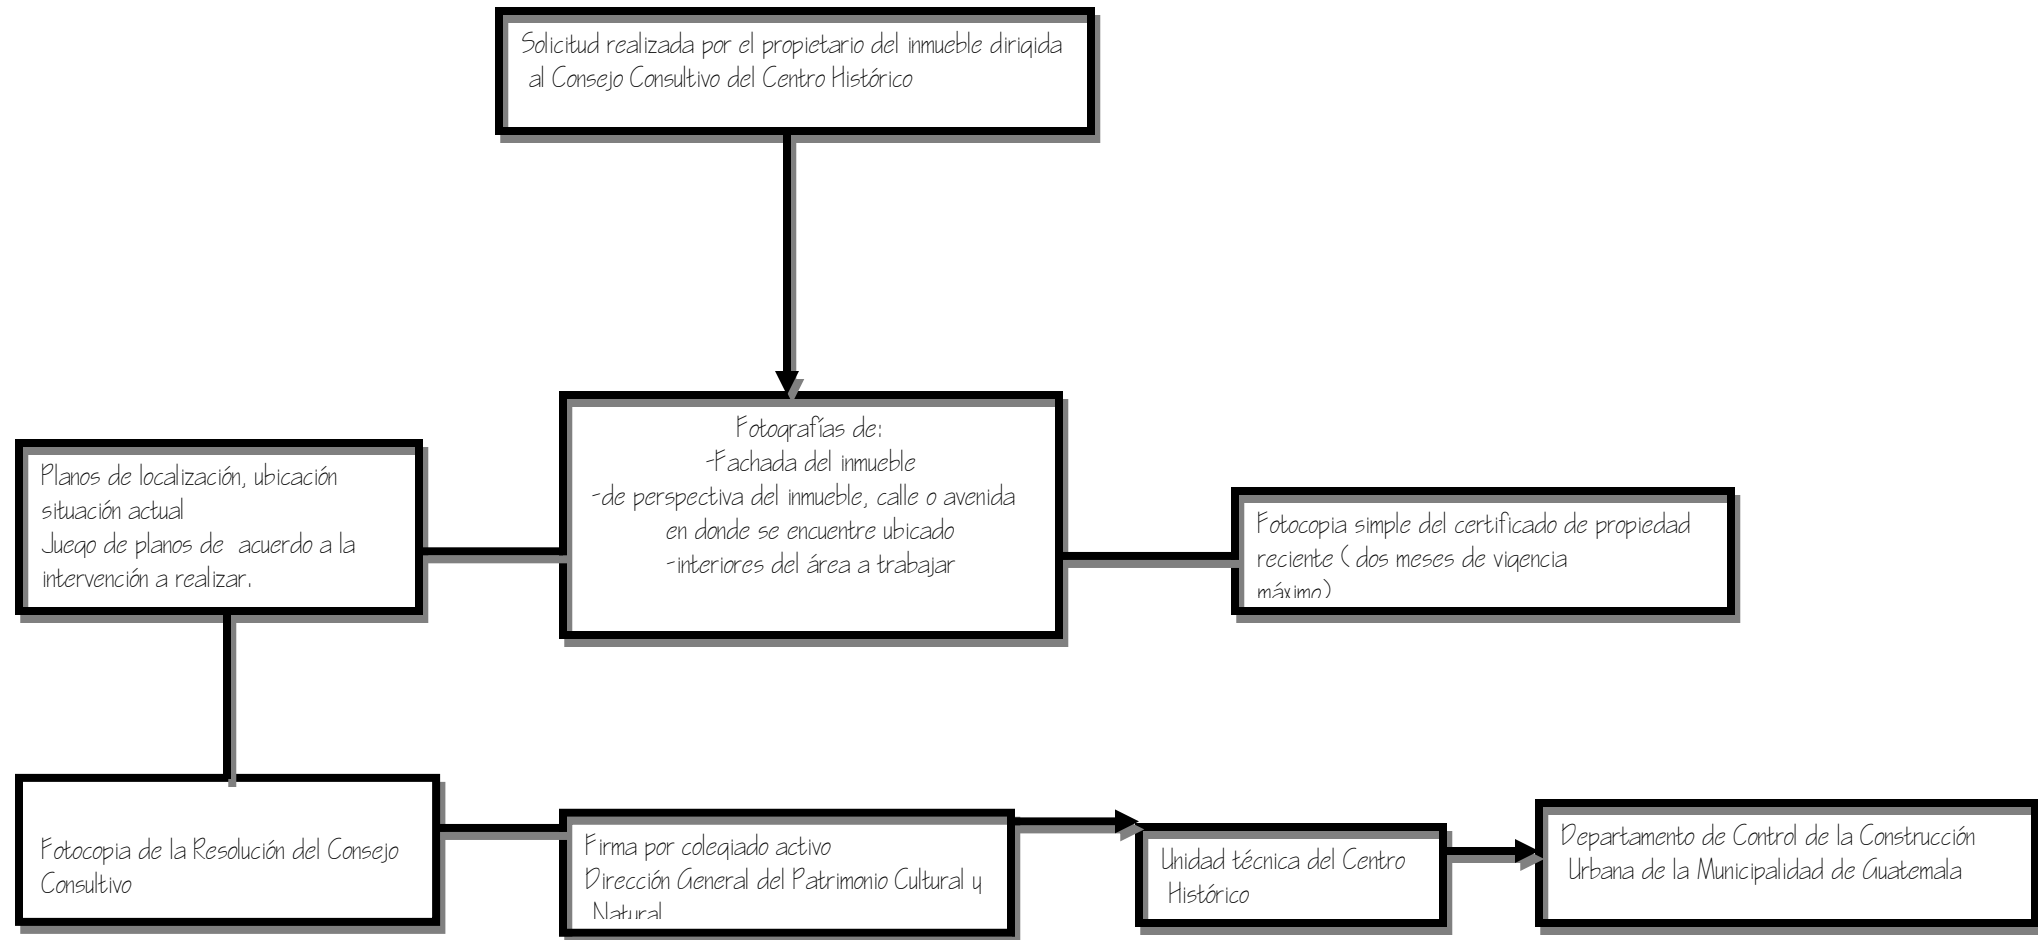 Solicitud realizada por el propietario del inmueble dirigida
al Consejo Consultivo del Centro Histórico
Fotografías de:
-Fachada del inmueble
-de perspectiva del inmueble, calle o avenida
en donde se encuentre ubicado
-interiores del área a trabajar
Planos de localización, ubicación
situación actual
Juego de planos de acuerdo a la
intervención a realizar.
Fotocopia simple del certificado de propiedad
reciente ( dos meses de vigencia
máximo)
Fotocopia de la Resolución del Consejo
Consultivo
Firma por colegiado activo
Dirección General del Patrimonio Cultural y
Natural
Unidad técnica del Centro
Histórico
Departamento de Control de la Construcción
Urbana de la Municipalidad de Guatemala